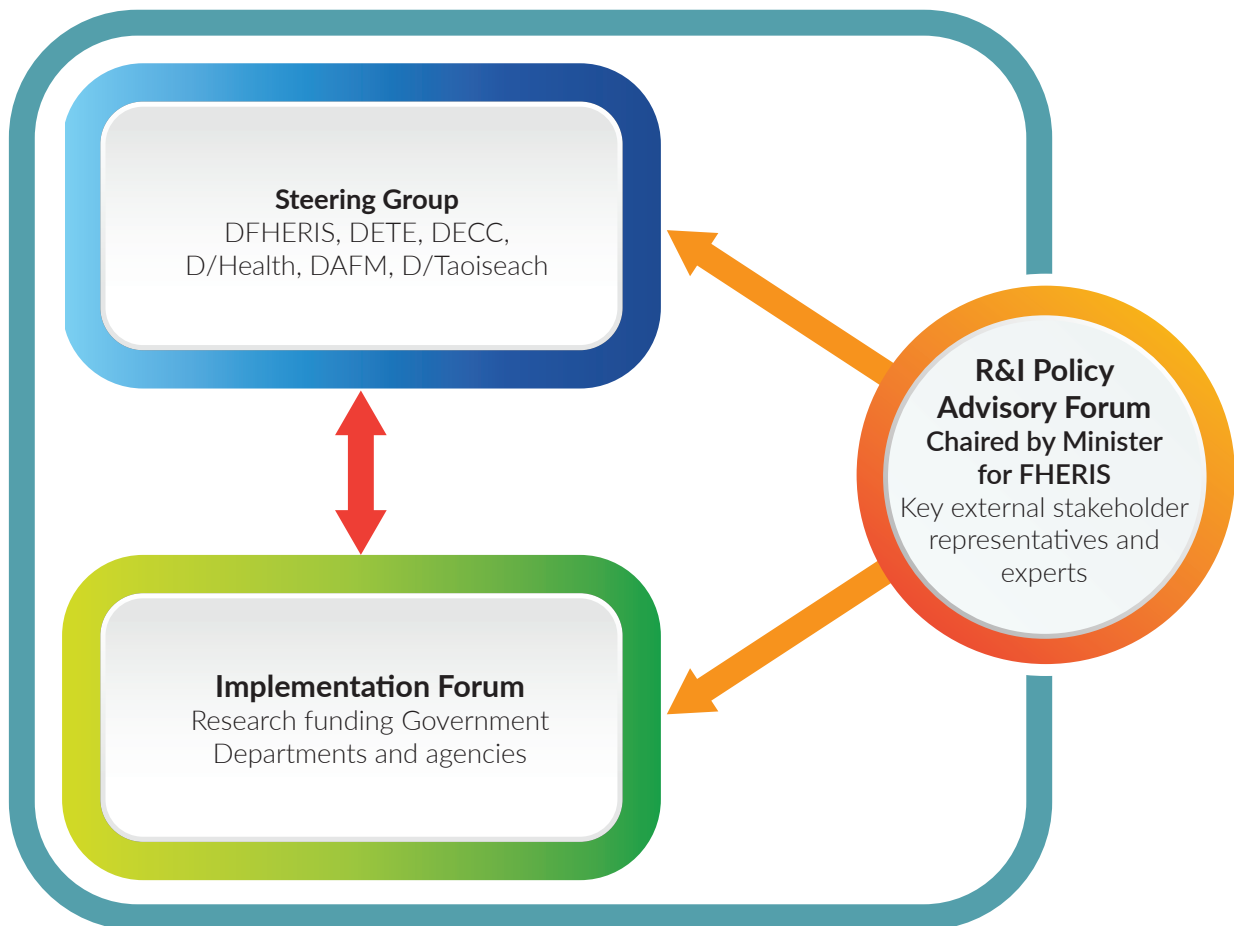 Steering Group
DFHERIS, DETE, DECC,
D/Health, DAFM, D/Taoiseach
R&I Policy
Advisory Forum
Chaired by Minister
for FHERIS
Key external stakeholder
representatives and
experts
Implementation Forum
Research funding Government
Departments and agencies